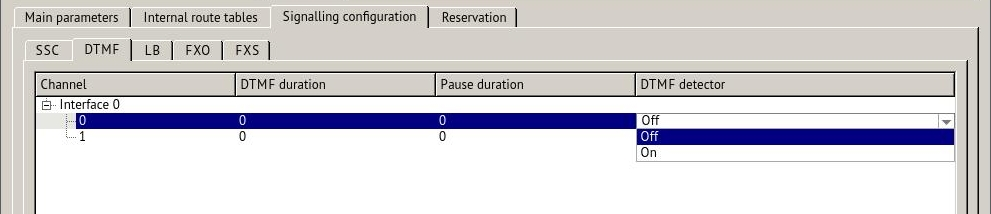 Main parameters Internal route tables Signalling configuration Reservation
SSC DTMF LB FXO FXS
Channel DTMF duration Pause duration DTMF detector
Interface 0
0 0 0 Off
1 0 0 Off
On